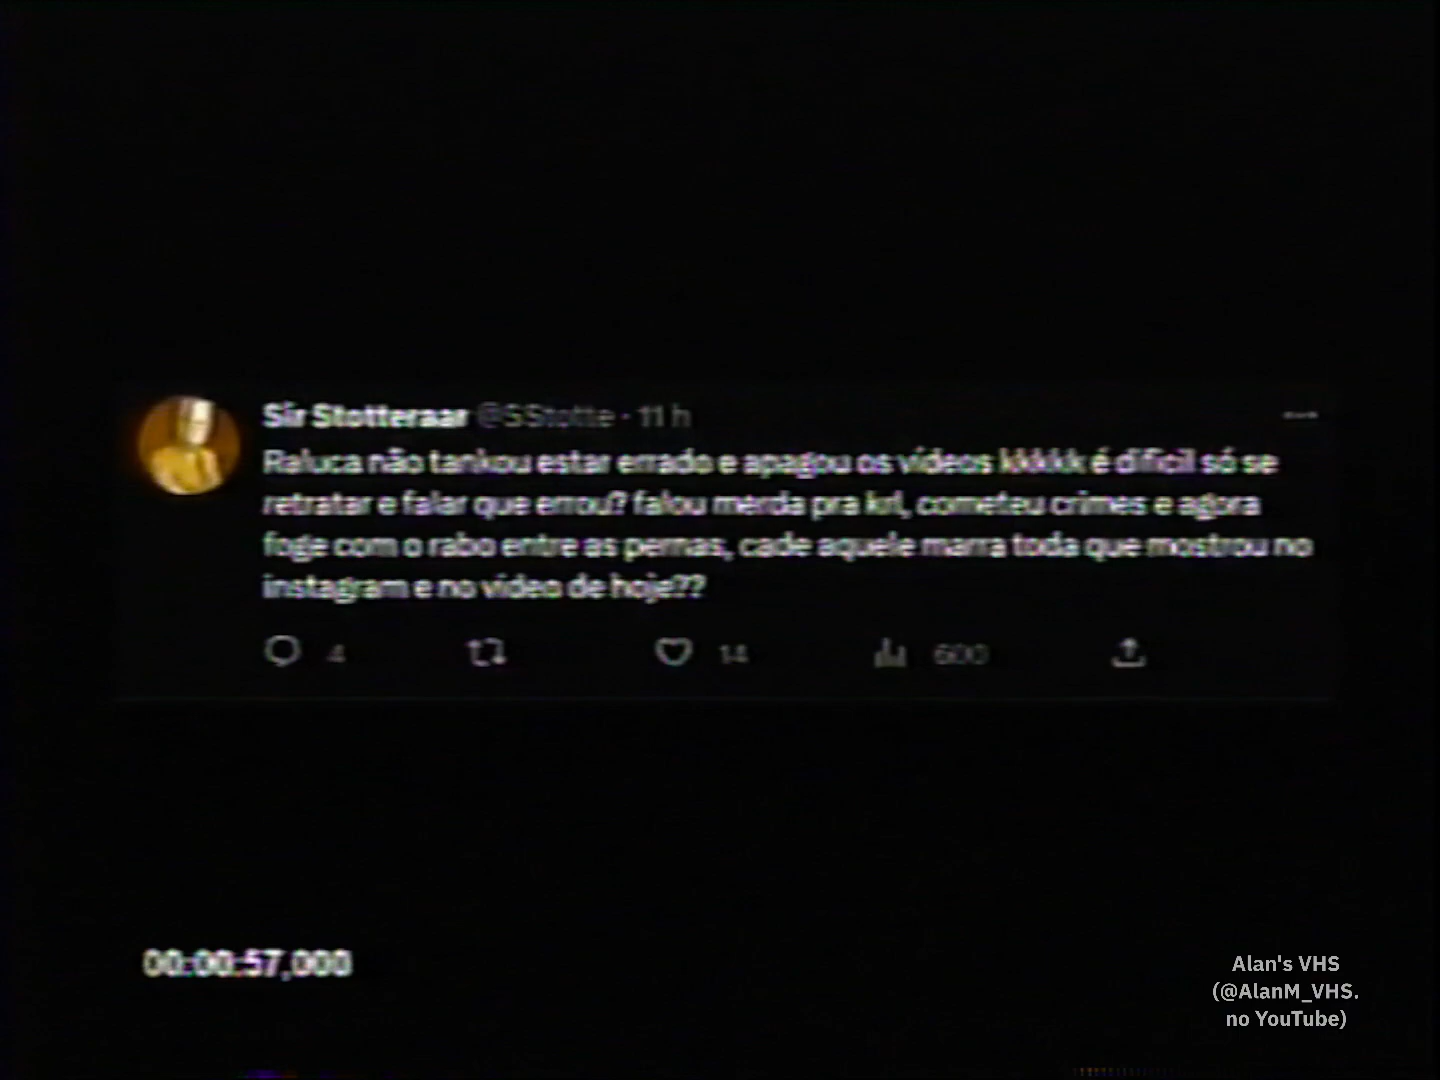 Sir Stotteraar @SStotte · 11 h
Raluca não tankou estar errado e apagou os vídeos kkkkk é dificil só se
retratar e falar que errou? falou merda pra krl, cometeu crimes e agora
foge com o rabo entre as pernas, cade aquele marra toda que mostrou no
instagram e no vídeo de hoje??
4 14 600
00:00:57,000
Alan's VHS
(@AlanM_VHS.
no YouTube)